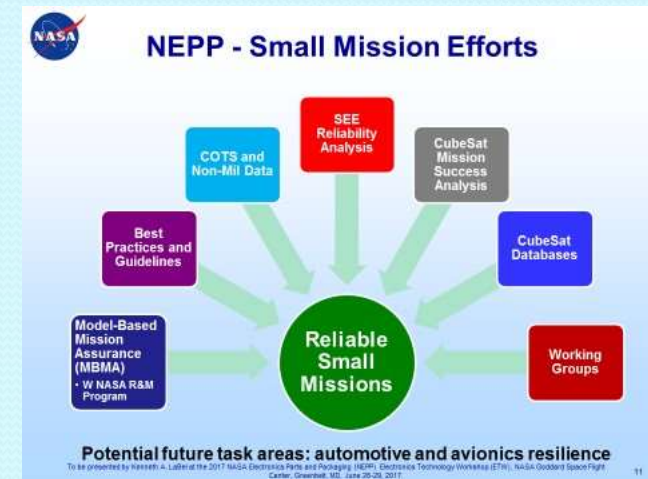 NASA
NEPP - Small Mission Efforts
SEE
Reliability
Analysis
COTS and
Non-Mil Data
CubeSat
Mission
Success
Analysis
Best
Practices and
Guidelines
CubeSat
Databases
Model-Based
Mission
Assurance
(MBMA)
• W NASA R&M
Program
Reliable
Small
Missions
Working
Groups
Potential future task areas: automotive and avionics resilience
To be presented by Kenneth A. LaBel at the 2017 NASA Electronics Parts and Packaging (NEPP) Electronics Technology Workshop (ETW), NASA Goddard Space Flight
Center, Greenbelt, MD, June 26-29, 2017.
11